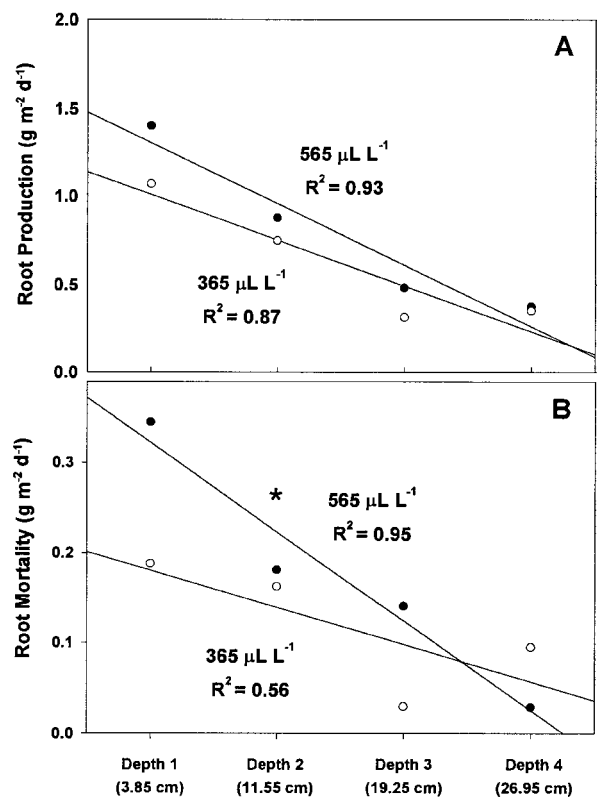 2.0
A
Root Production (g m⁻² d⁻¹)
1.5
565 µL L⁻¹
R² = 0.93
1.0
365 µL L⁻¹
R² = 0.87
0.5
0.0
B
Root Mortality (g m⁻² d⁻¹)
0.3
*
565 µL L⁻¹
R² = 0.95
0.2
0.1
365 µL L⁻¹
R² = 0.56
0.0
Depth 1 Depth 2 Depth 3 Depth 4
(3.85 cm) (11.55 cm) (19.25 cm) (26.95 cm)